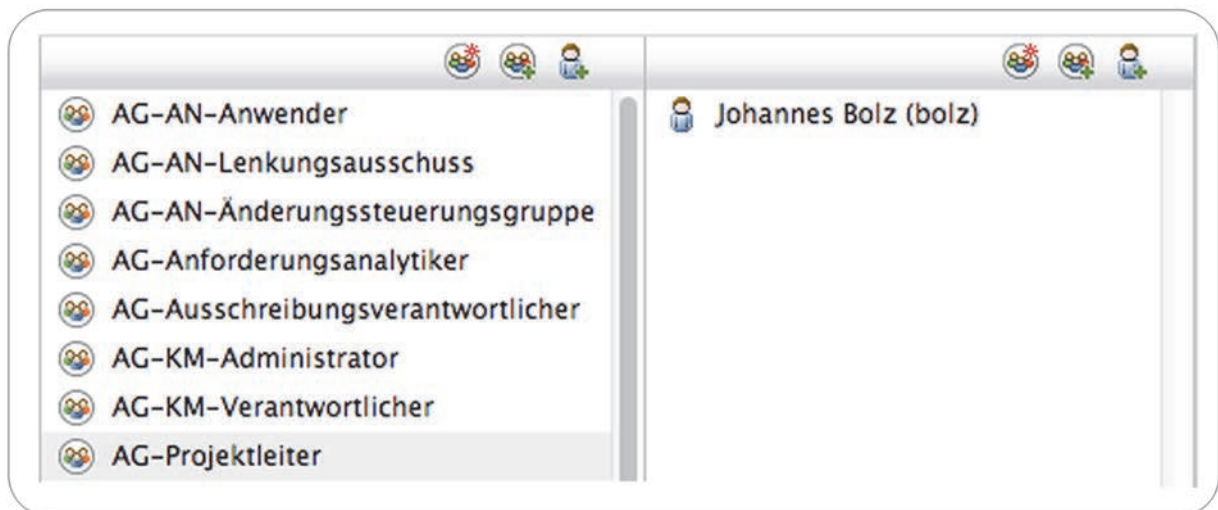 AG-AN-Anwender
AG-AN-Lenkungsausschuss
AG-AN-Änderungssteuerungsgruppe
AG-Anforderungsanalytiker
AG-Ausschreibungsverantwortlicher
AG-KM-Administrator
AG-KM-Verantwortlicher
AG-Projektleiter
Johannes Bolz (bolz)